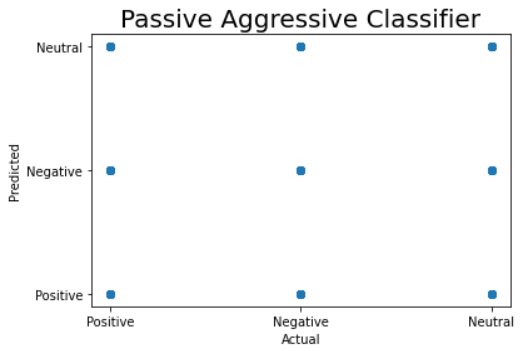 Passive Aggressive Classifier
Neutral
Negative
Positive
Predicted
Positive Negative Neutral
Actual